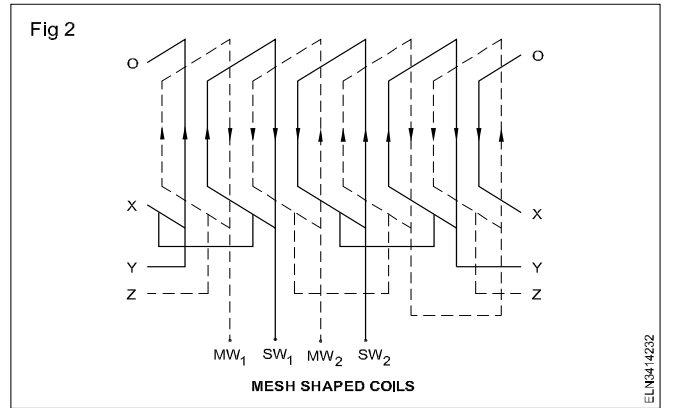 Fig 2
O
O
X
X
Y
Y
Z
Z
MW1 SW1 MW2 SW2
MESH SHAPED COILS
ELN3414232